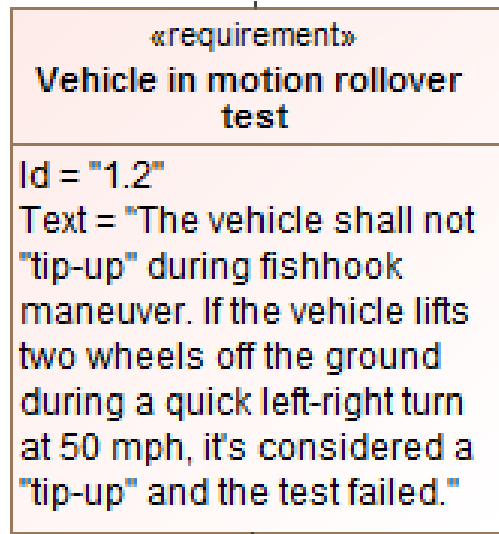 «requirement»
Vehicle in motion rollover
test
Id = "1.2"
Text = "The vehicle shall not
"tip-up" during fishhook
maneuver. If the vehicle lifts
two wheels off the ground
during a quick left-right turn
at 50 mph, it's considered a
"tip-up" and the test failed."